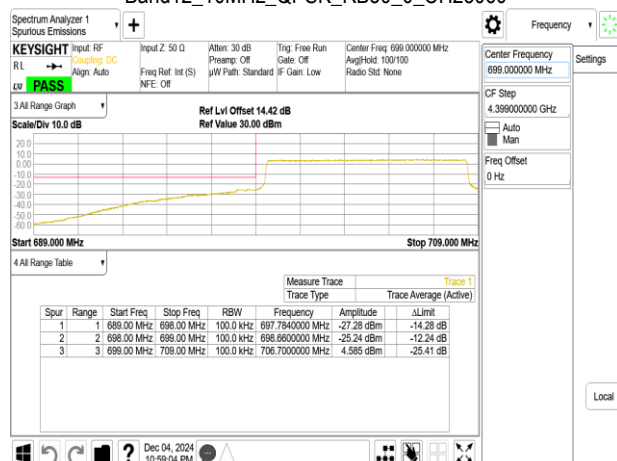 Spectrum Analyzer 1
Spurious Emissions
Frequency
KEYSIGHT
Input: RF
Coupling: DC
Align: Auto
Input Z: 50 Ω
Freq Ref: Int (S)
NFE: Off
Atten: 30 dB
Preamp: Off
µW Path: Standard
Trig: Free Run
Gate: Off
IF Gain: Low
Center Freq: 699.000000 MHz
Avg|Hold: 100/100
Radio Std: None
RL
LXI
PASS
Center Frequency
699.000000 MHz
Settings
CF Step
4.399000000 GHz
Auto
Man
Freq Offset
0 Hz
3 All Range Graph
Ref Lvl Offset 14.42 dB
Scale/Div 10.0 dB
Ref Value 30.00 dBm
20.0
10.0
0.00
-10.0
-20.0
-30.0
-40.0
-50.0
-60.0
Start 689.000 MHz
Stop 709.000 MHz
4 All Range Table
Measure Trace Trace 1
Trace Type Trace Average (Active)
Spur Range Start Freq Stop Freq RBW Frequency Amplitude ΔLimit
1 1 689.00 MHz 698.00 MHz 100.0 kHz 697.7840000 MHz -27.28 dBm -14.28 dB
2 2 698.00 MHz 699.00 MHz 100.0 kHz 698.6600000 MHz -25.24 dBm -12.24 dB
3 3 699.00 MHz 709.00 MHz 100.0 kHz 706.7000000 MHz 4.585 dBm -25.41 dB
Local
?
Dec 04, 2024
10:59:04 PM